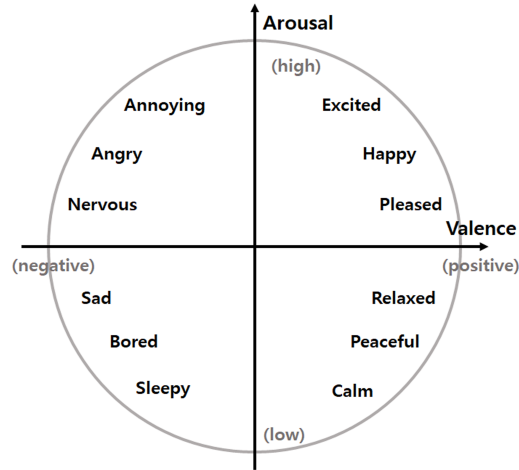 Arousal
(high)
Annoying
Excited
Angry
Happy
Nervous
Pleased
Valence
(negative)
(positive)
Sad
Relaxed
Bored
Peaceful
Sleepy
Calm
(low)